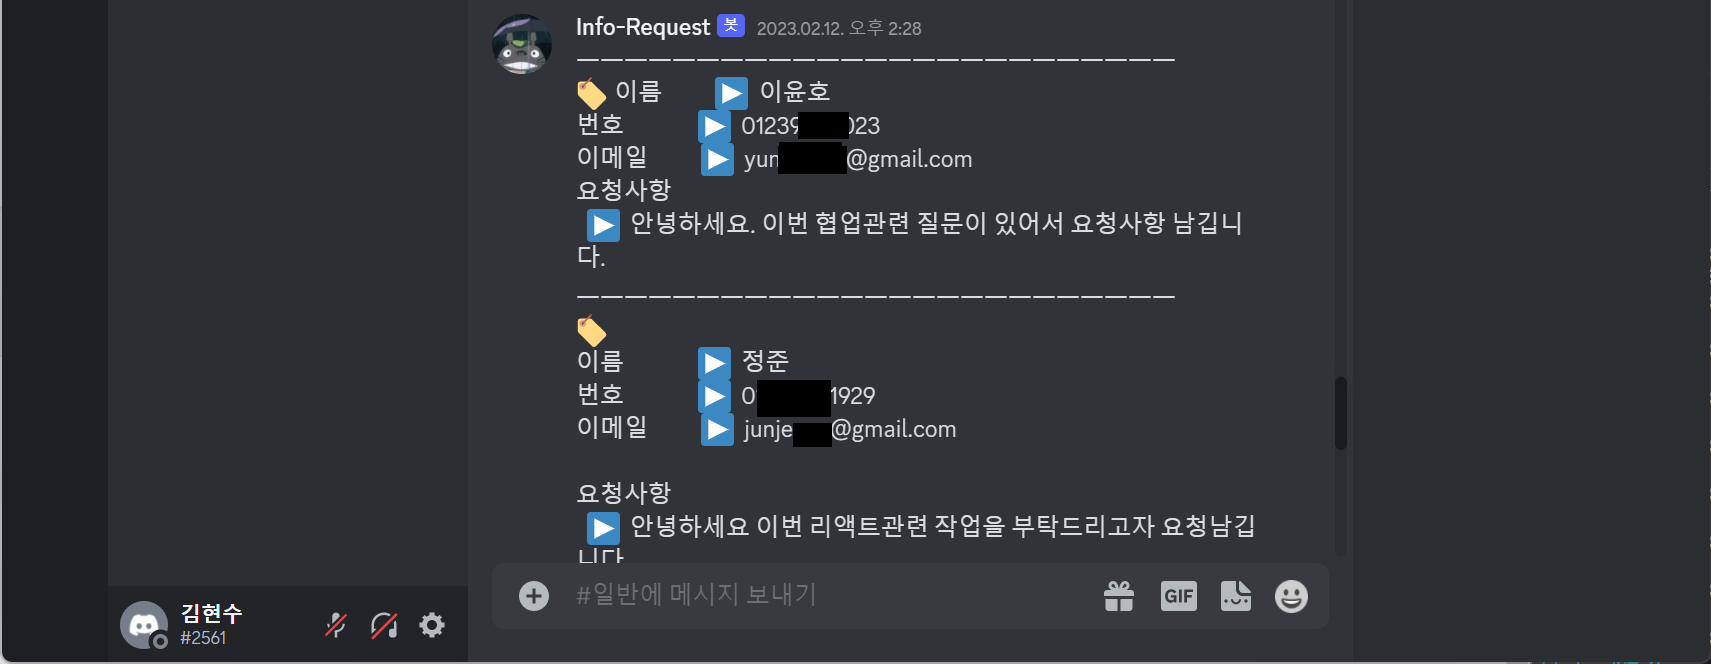 Info-Request 봇 2023.02.12. 오후 2:28
—————————————————————————
이름 이윤호
번호 01239 023
이메일 yun @gmail.com
요청사항
안녕하세요. 이번 협업관련 질문이 있어서 요청사항 남깁니
다.
—————————————————————————
이름 정준
번호 0 1929
이메일 junje @gmail.com
요청사항
안녕하세요 이번 리액트관련 작업을 부탁드리고자 요청남깁
니다
#일반에 메시지 보내기
GIF
김현수
#2561